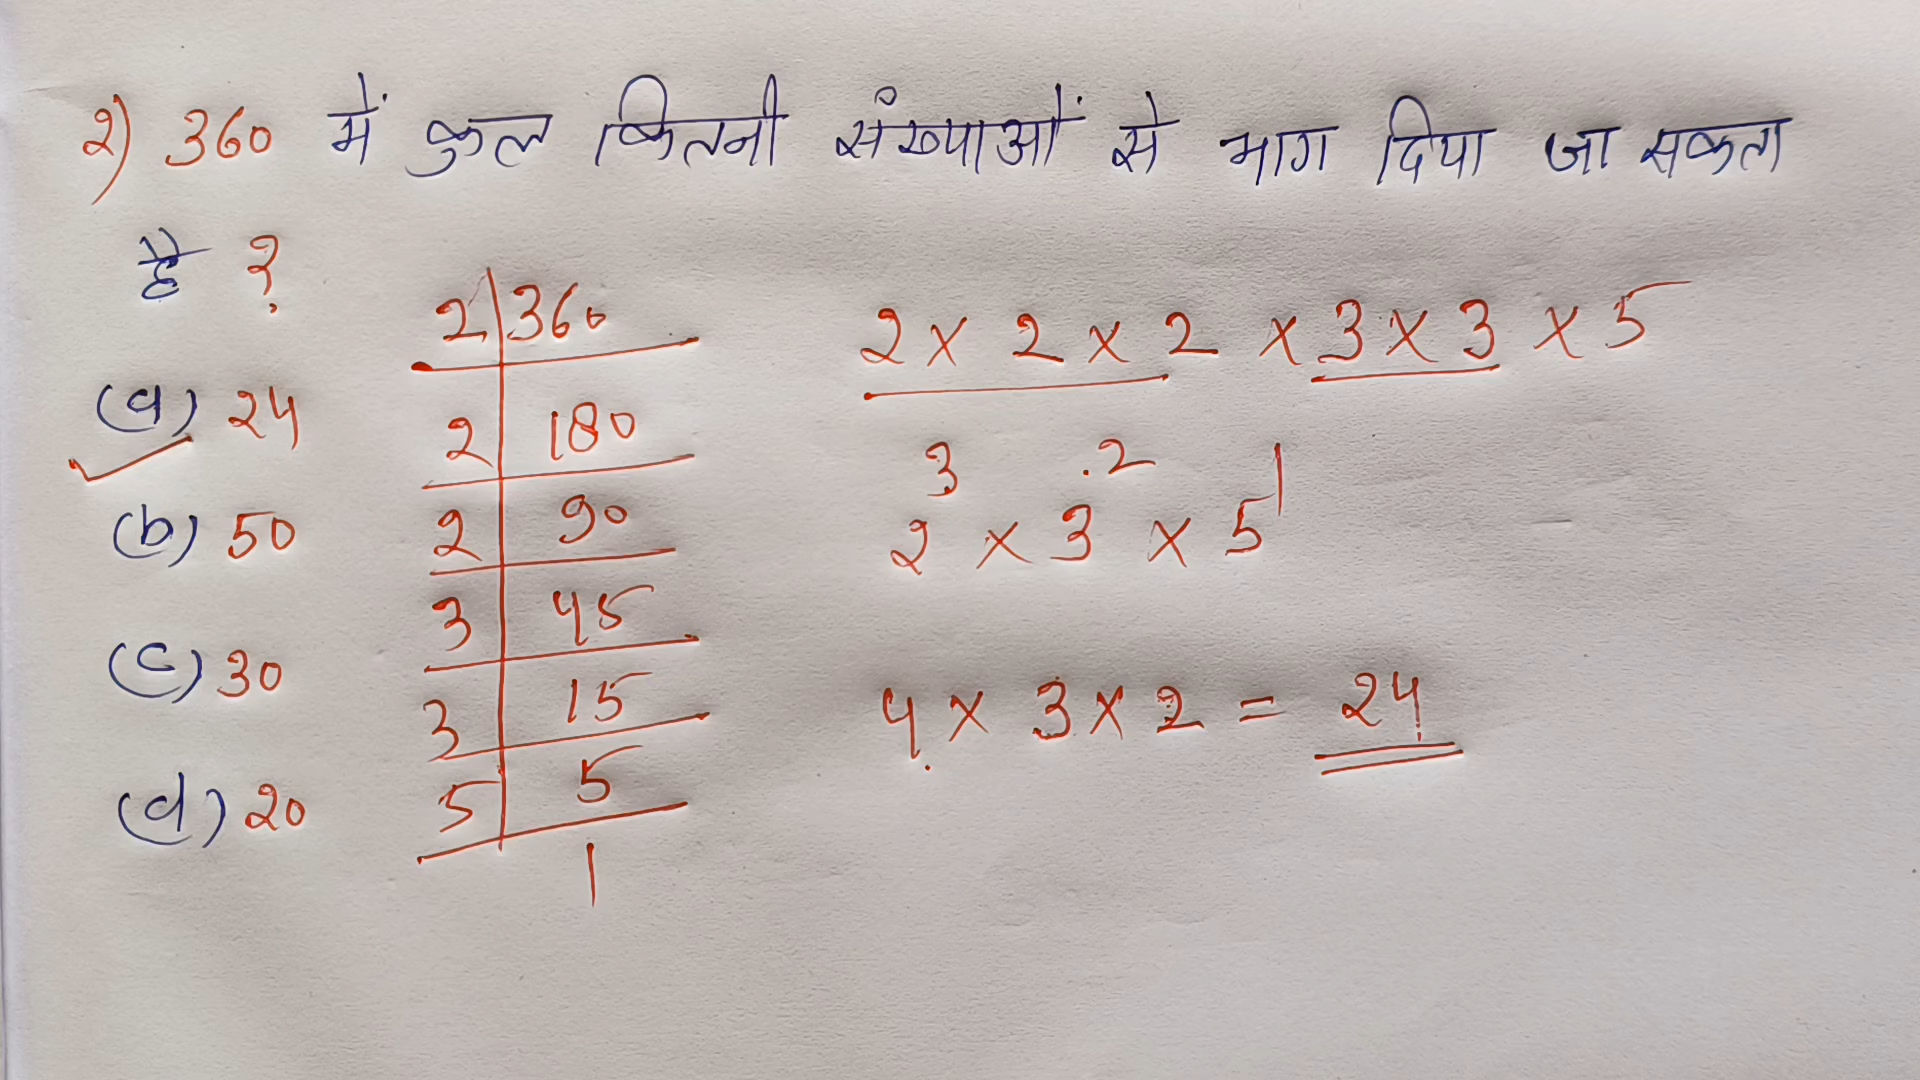 2) 360 में कुल कितनी संख्याओं से भाग दिया जा सकता
है ?
(a) 24
(b) 50
(c) 30
(d) 20
2 | 360
2 | 180
2 | 90
3 | 45
3 | 15
5 | 5
1
2 × 2 × 2 × 3 × 3 × 5
2³ × 3² × 5¹
4 × 3 × 2 = 24